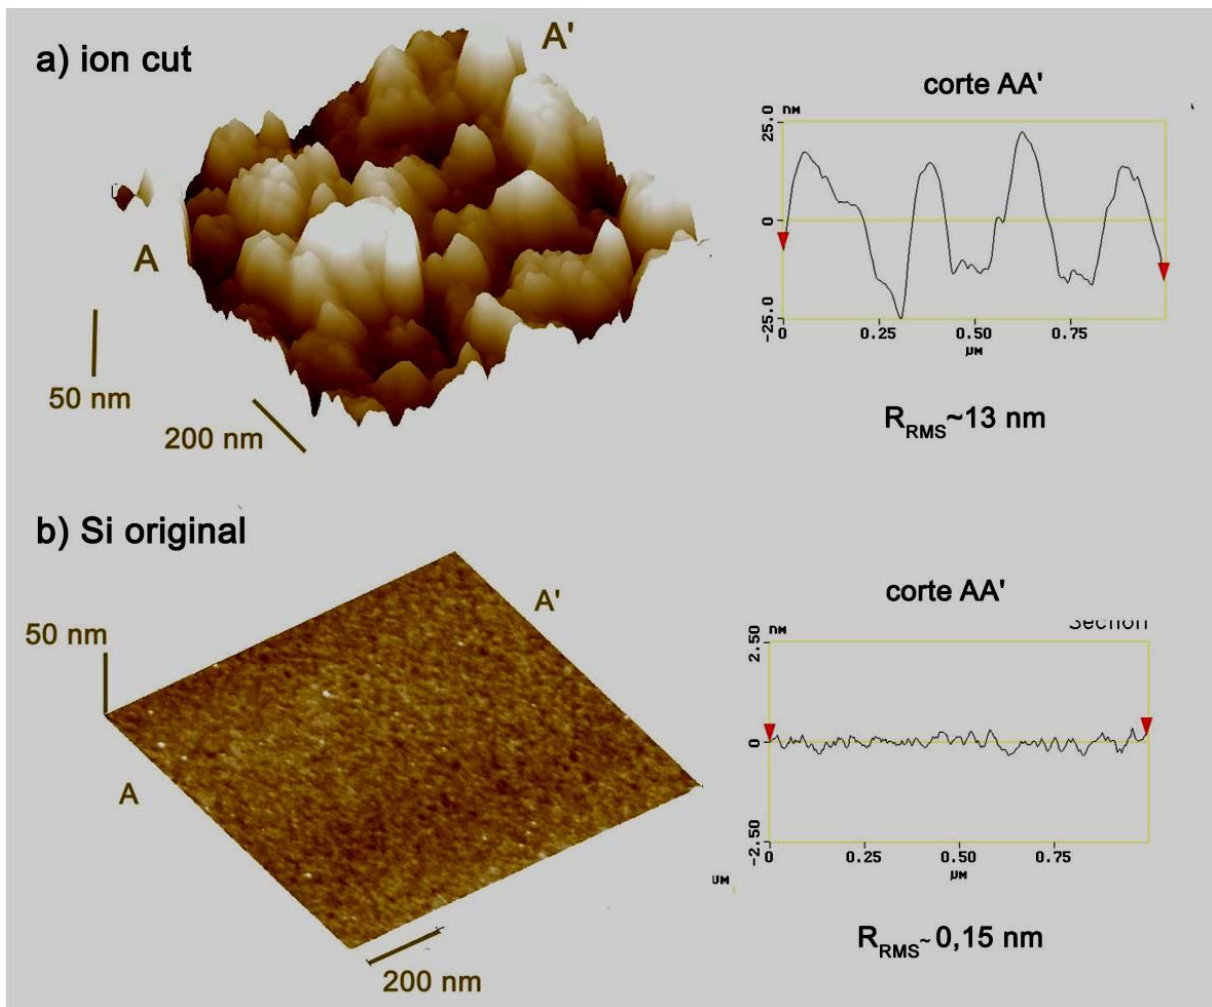 a) ion cut
A'
A
50 nm
200 nm
corte AA'
nM
25.0
0
-25.0
0
0.25
0.50
0.75
µM
R_RMS~13 nm
b) Si original
50 nm
A'
A
200 nm
UM
corte AA'
Section
nM
2.50
0
-2.50
0
0.25
0.50
0.75
µM
R_RMS~0,15 nm